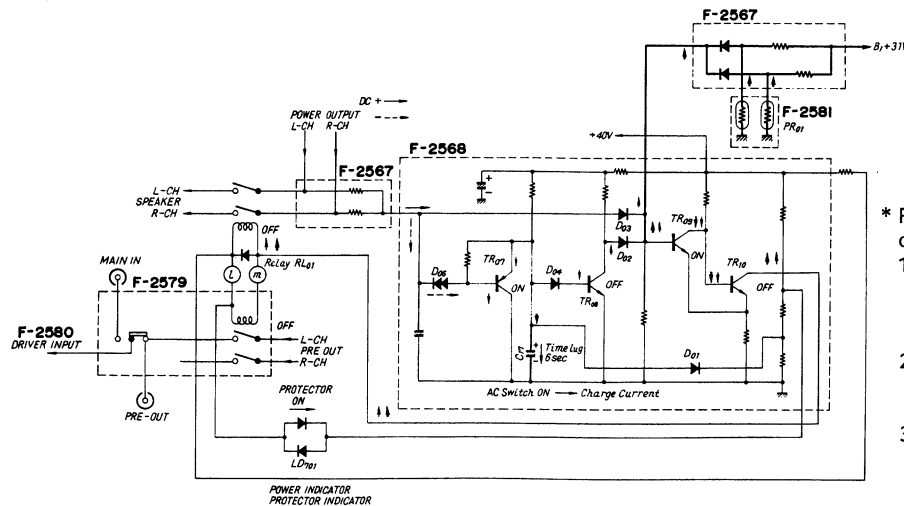 F-2567
B₁+31V
DC +
POWER OUTPUT
L-CH R-CH
F-2581
PR₀₁
+40V
F-2567
F-2568
L-CH
SPEAKER
R-CH
OFF
Relay RL₀₁
MAIN IN
F-2579
l
m
F-2580
DRIVER INPUT
OFF
L-CH
PRE OUT
R-CH
PRE-OUT
+
-
D₀₃
D₀₂
TR₀₉
ON
TR₀₇
D₀₆
ON
D₀₄
OFF
TR₀₈
TR₁₀
OFF
+
-
C₁₇
Time lug
6sec
D₀₁
AC Switch ON Charge Current
PROTECTOR
ON
LD₇₀₁
POWER INDICATOR
PROTECTOR INDICATOR
1
2
3